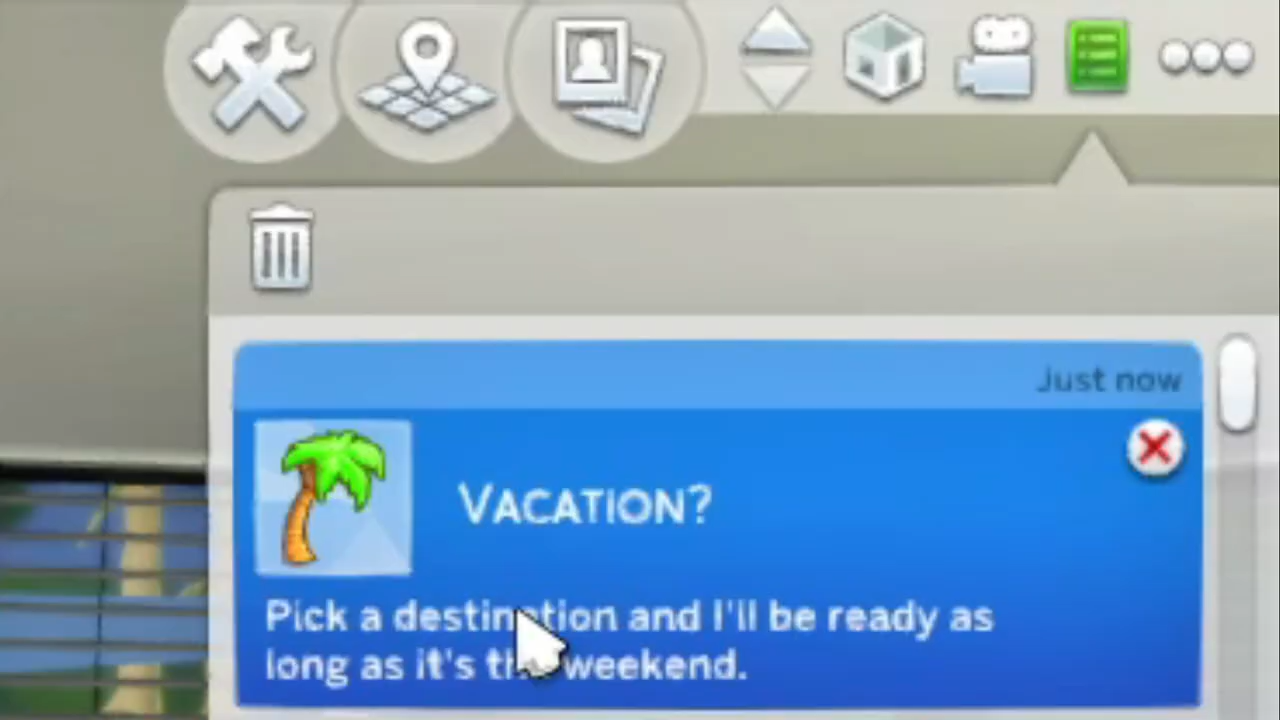 Just now
VACATION?
Pick a destination and I'll be ready as
long as it's the weekend.